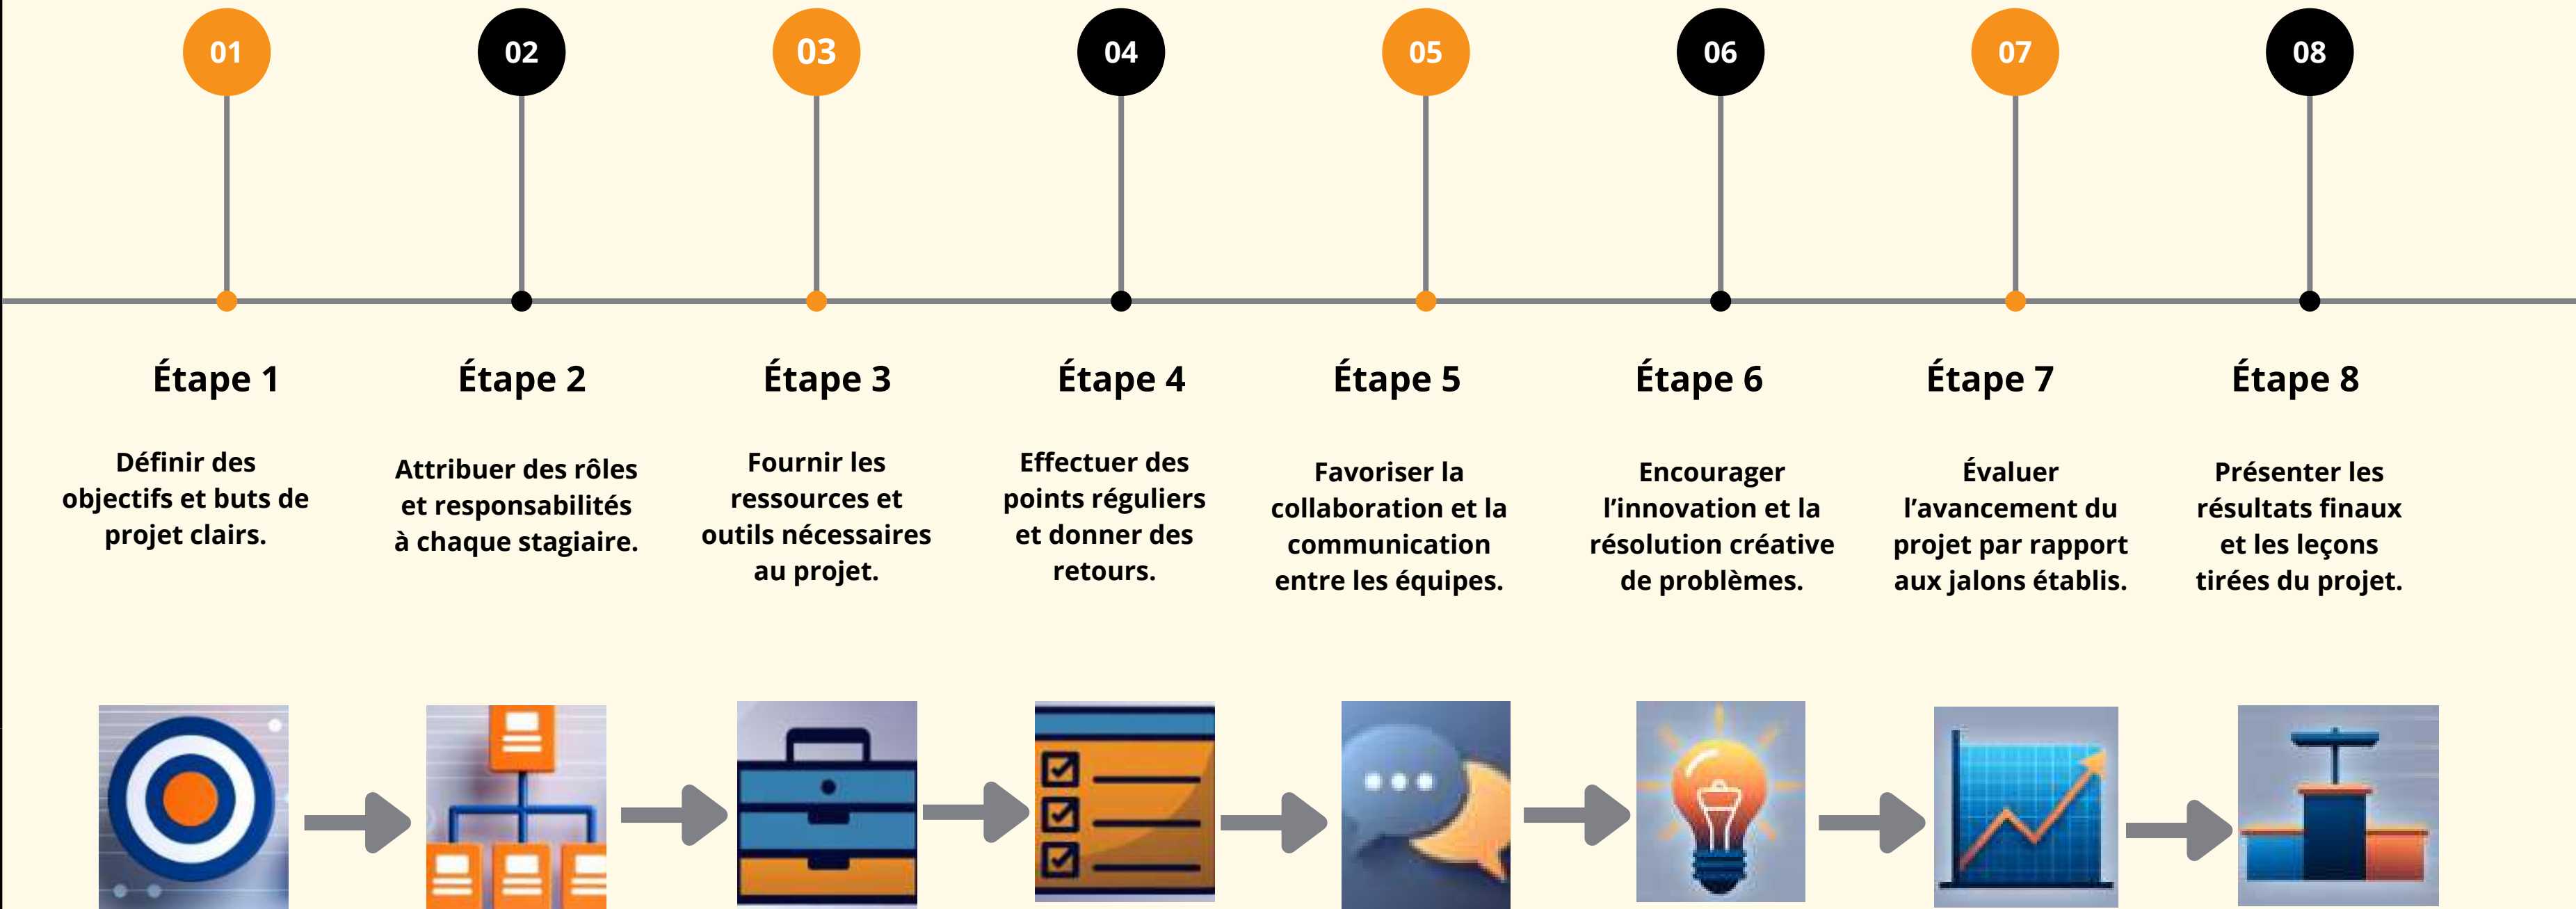 01
02
03
04
05
06
07
08
Étape 1
Étape 2
Étape 3
Étape 4
Étape 5
Étape 6
Étape 7
Étape 8
Définir des
objectifs et buts de
projet clairs.
Attribuer des rôles
et responsabilités
à chaque stagiaire.
Fournir les
ressources et
outils nécessaires
au projet.
Effectuer des
points réguliers
et donner des
retours.
Favoriser la
collaboration et la
communication
entre les équipes.
Encourager
l’innovation et la
résolution créative
de problèmes.
Évaluer
l’avancement du
projet par rapport
aux jalons établis.
Présenter les
résultats finaux
et les leçons
tirées du projet.